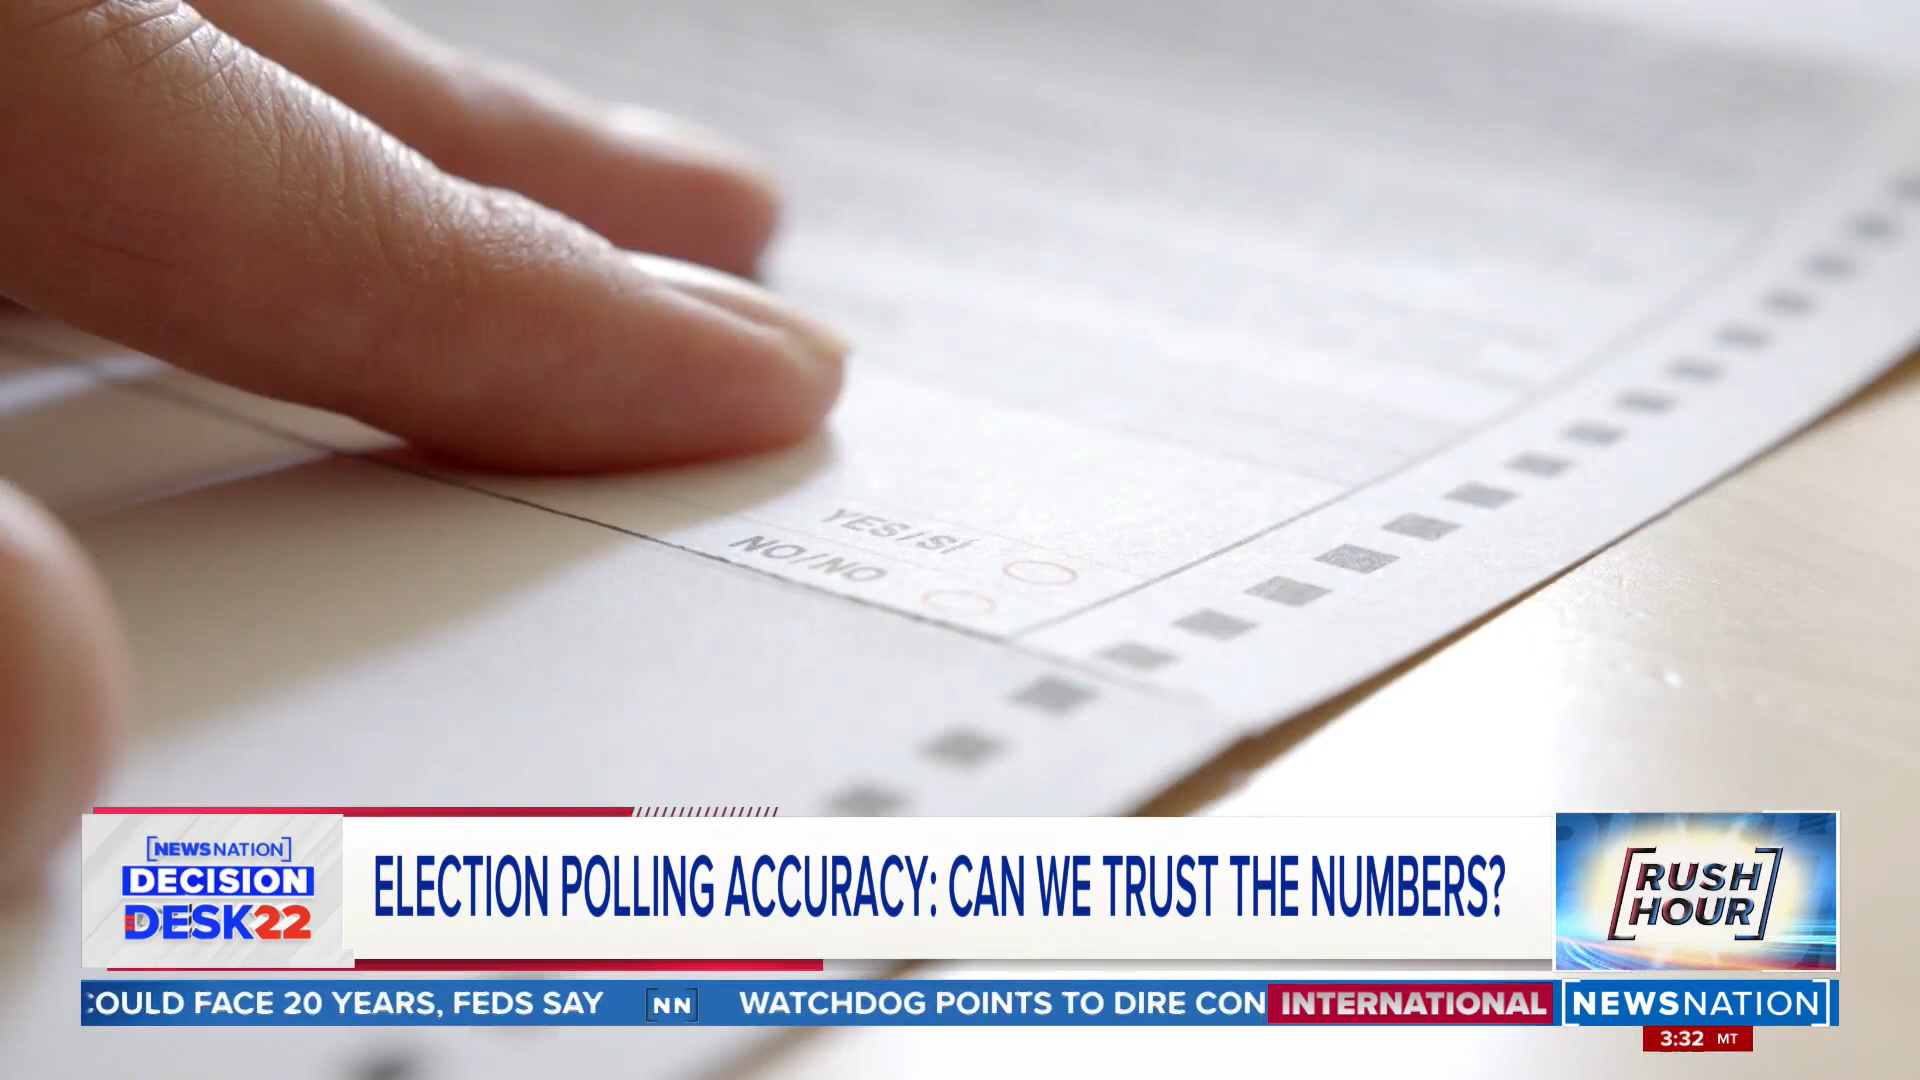 YES/SÍ
NO/NO
[NEWSNATION]
DECISION
DESK22
ELECTION POLLING ACCURACY: CAN WE TRUST THE NUMBERS?
[RUSH
HOUR]
OULD FACE 20 YEARS, FEDS SAY [NN] WATCHDOG POINTS TO DIRE CON
INTERNATIONAL
[NEWSNATION]
3:32 MT